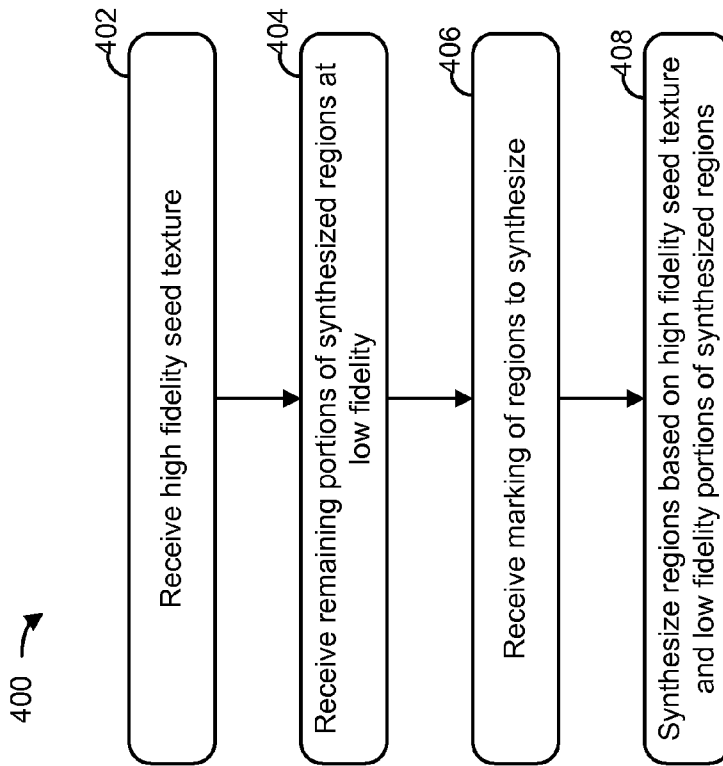 400
402
Receive high fidelity seed texture
404
Receive remaining portions of synthesized regions at
low fidelity
406
Receive marking of regions to synthesize
408
Synthesize regions based on high fidelity seed texture
and low fidelity portions of synthesized regions